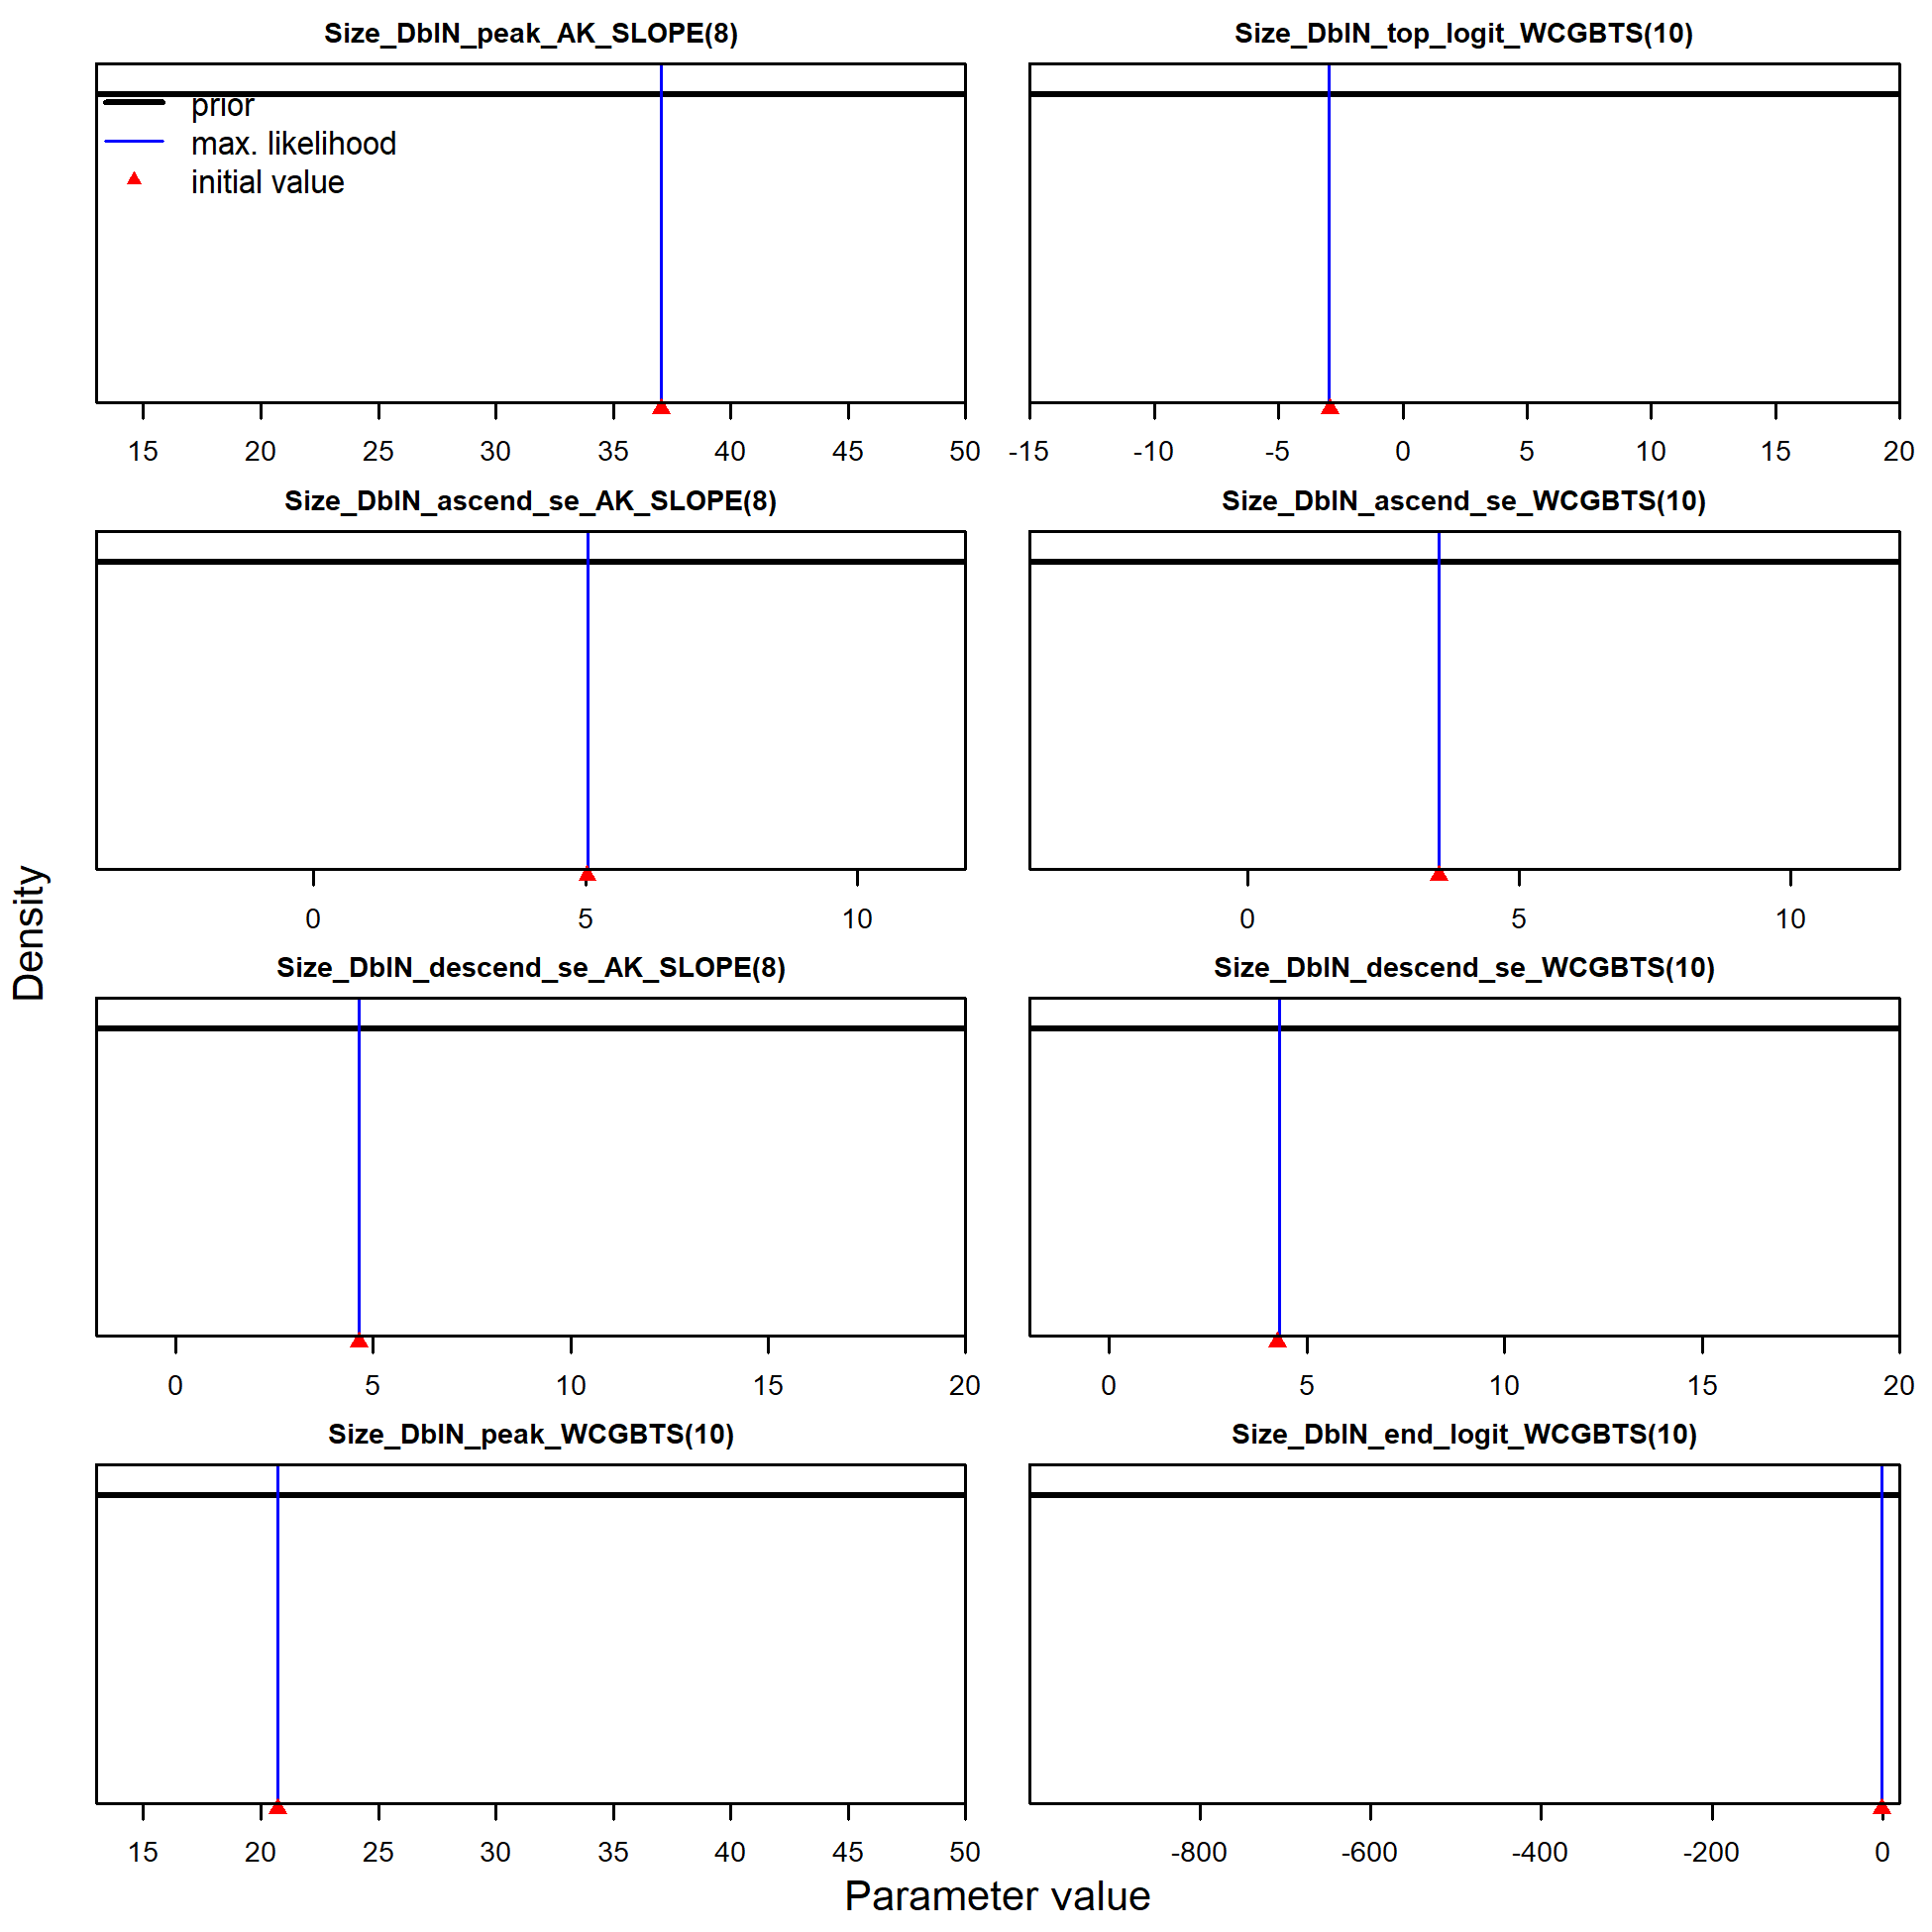 Size_DblN_peak_AK_SLOPE(8)
prior
max. likelihood
initial value
15 20 25 30 35 40 45 50
Size_DblN_top_logit_WCGBTS(10)
-15 -10 -5 0 5 10 15 20
Size_DblN_ascend_se_AK_SLOPE(8)
0 5 10
Size_DblN_ascend_se_WCGBTS(10)
0 5 10
Density
Size_DblN_descend_se_AK_SLOPE(8)
0 5 10 15 20
Size_DblN_descend_se_WCGBTS(10)
0 5 10 15 20
Size_DblN_peak_WCGBTS(10)
15 20 25 30 35 40 45 50
Size_DblN_end_logit_WCGBTS(10)
-800 -600 -400 -200 0
Parameter value